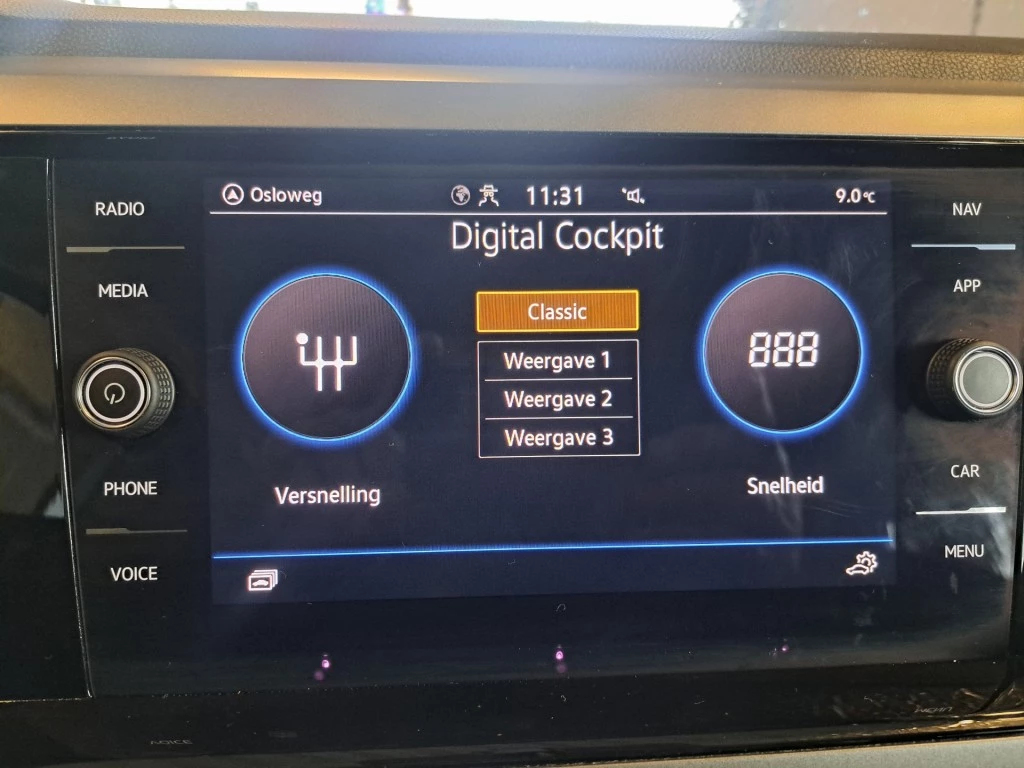 Osloweg
11:31
9.0°C
RADIO
NAV
Digital Cockpit
MEDIA
APP
Classic
888
Weergave 1
Weergave 2
Weergave 3
PHONE
Versnelling
Snelheid
CAR
VOICE
MENU